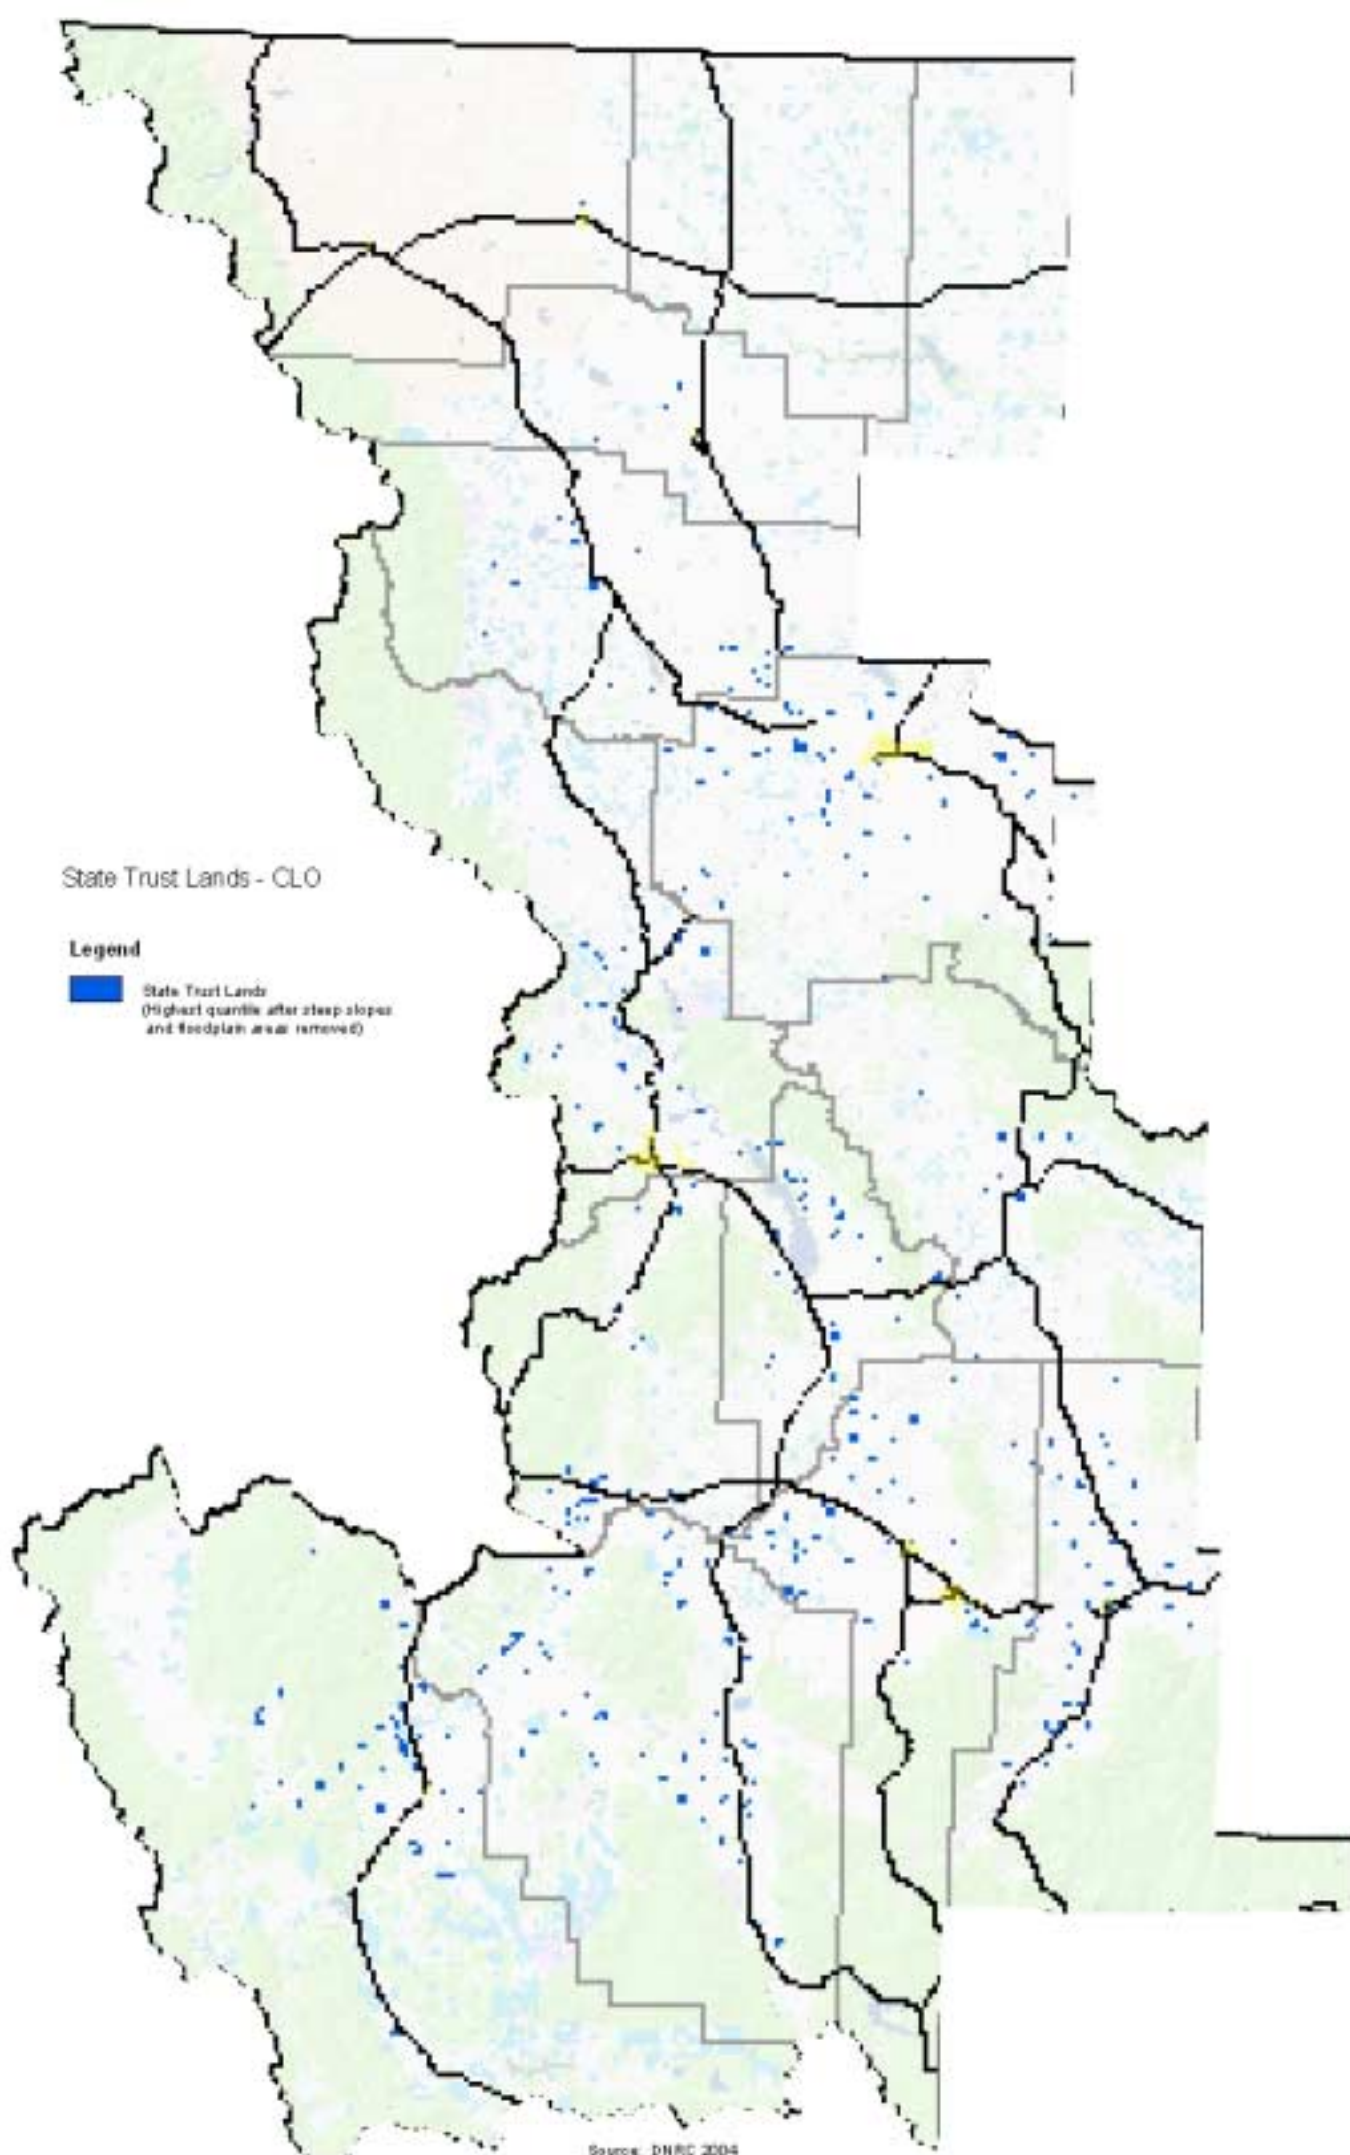 State Trust Lands - CLO
Legend
State Trust Lands
(Highest quantile after steep slopes
and floodplain areas removed)
Source: DNRC 2004